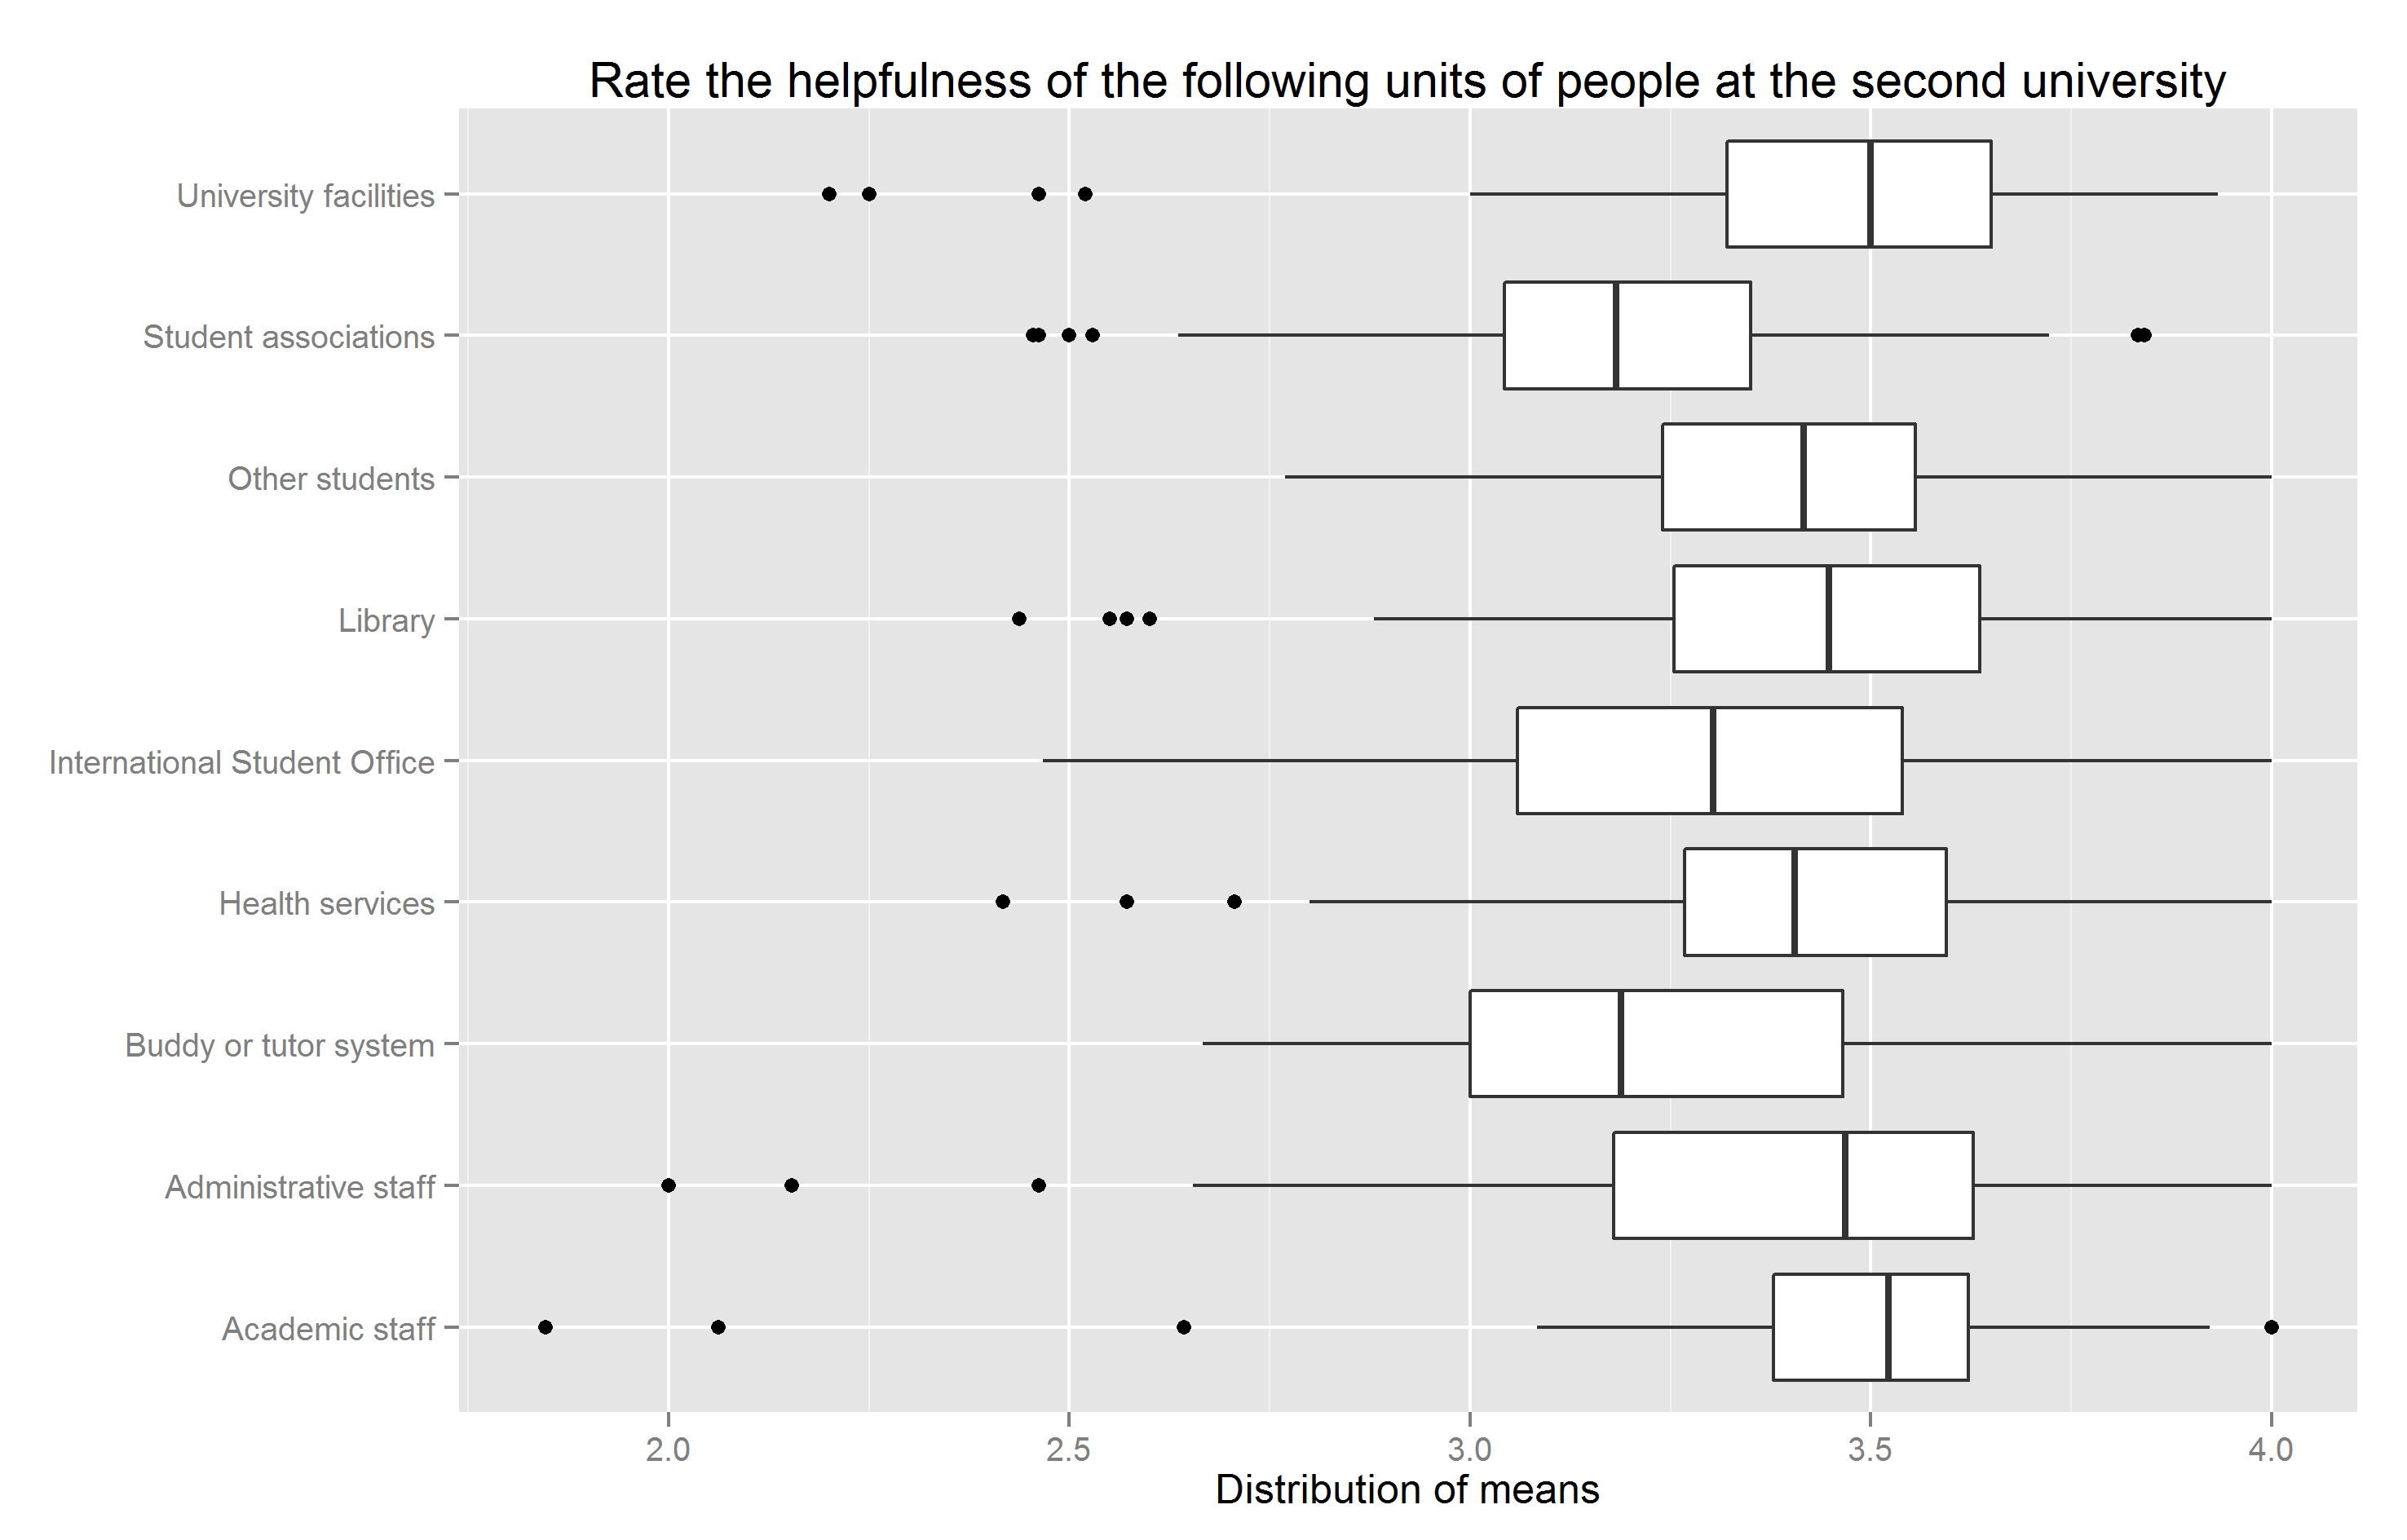 Rate the helpfulness of the following units of people at the second university
University facilities
Student associations
Other students
Library
International Student Office
Health services
Buddy or tutor system
Administrative staff
Academic staff
2.0 2.5 3.0 3.5 4.0
Distribution of means